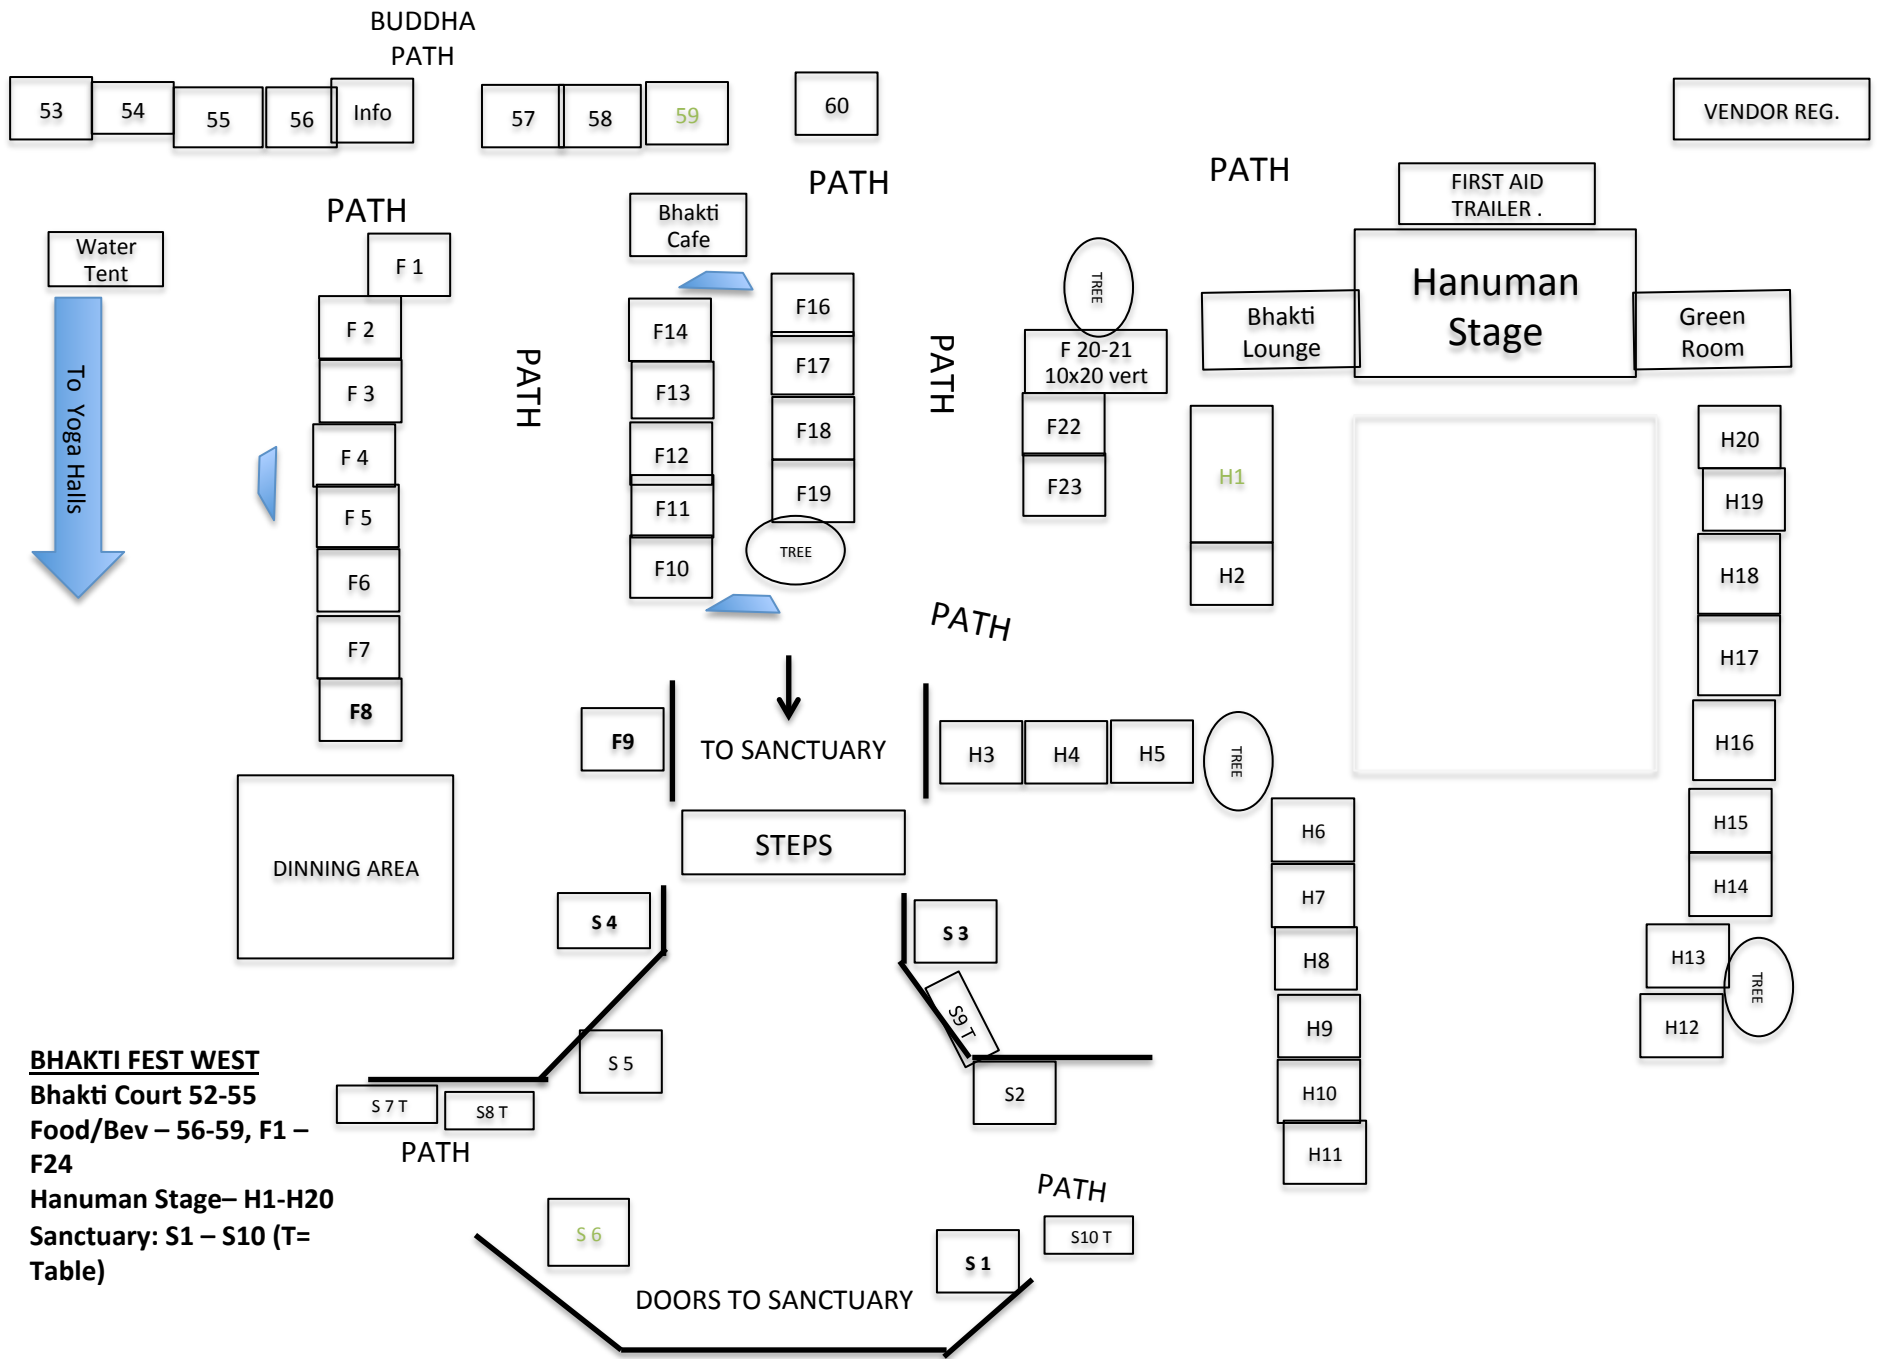 BUDDHA
PATH
53
54
55
56
Info
57
58
59
60
VENDOR REG.
PATH
PATH
PATH
FIRST AID
TRAILER .
Water
Tent
F 1
Bhakti
Cafe
TREE
Hanuman
Stage
Bhakti
Lounge
Green
Room
To Yoga Halls
F 2
F 3
F 4
F 5
F6
F7
F8
PATH
F14
F13
F12
F11
F10
F16
F17
F18
F19
TREE
PATH
F 20-21
10x20 vert
F22
F23
H1
H2
H20
H19
H18
H17
H16
H15
H14
H13
H12
TREE
PATH
F9
TO SANCTUARY
H3
H4
H5
TREE
STEPS
DINNING AREA
H6
H7
H8
H9
H10
H11
S 4
S 3
S9 T
S 5
S2
S 7 T
S8 T
PATH
PATH
S 6
S 1
S10 T
DOORS TO SANCTUARY
BHAKTI FEST WEST
Bhakti Court 52-55
Food/Bev – 56-59, F1 –
F24
Hanuman Stage– H1-H20
Sanctuary: S1 – S10 (T=
Table)